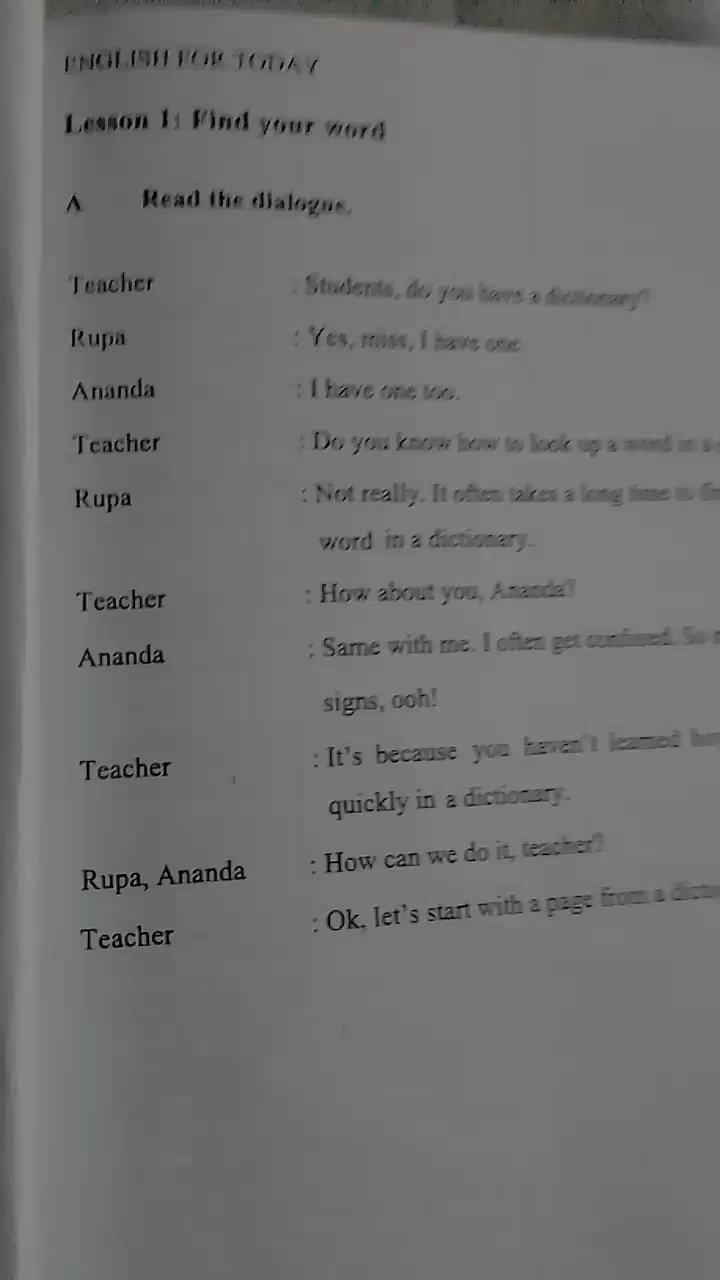 ENGLISH FOR TODAY
Lesson 1: Find your word
A Read the dialogue.
Teacher : Students, do you have a dictionary?
Rupa : Yes, miss, I have one.
Ananda : I have one too.
Teacher : Do you know how to look up a word in a
Rupa : Not really. It often takes a long time to
word in a dictionary.
Teacher : How about you, Ananda?
Ananda : Same with me. I often get confused. So
signs, ooh!
Teacher : It's because you haven't learned
quickly in a dictionary.
Rupa, Ananda : How can we do it, teacher?
Teacher : Ok, let's start with a page from a